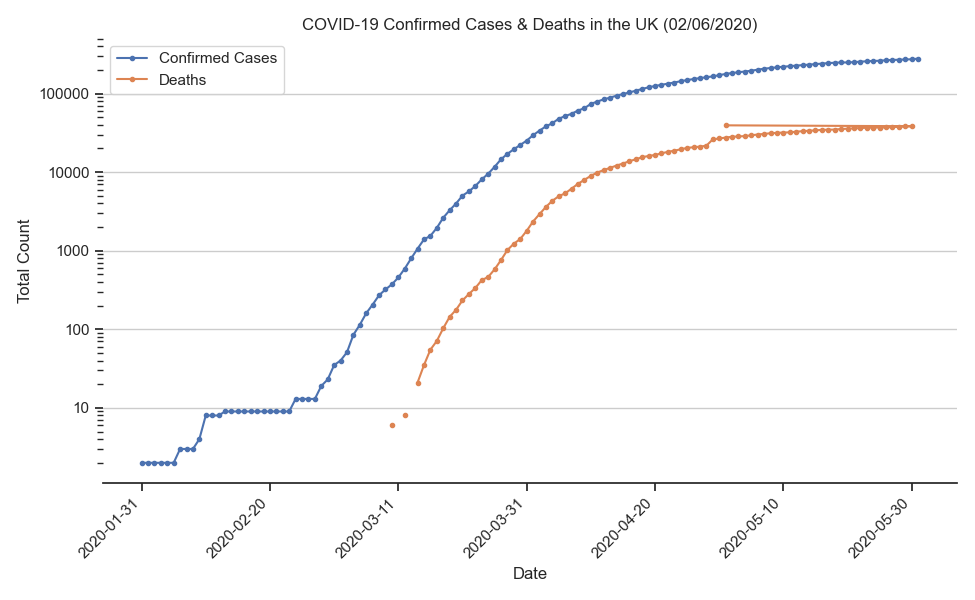 COVID-19 Confirmed Cases & Deaths in the UK (02/06/2020)
Confirmed Cases
Deaths
100000
10000
1000
100
10
Total Count
2020-01-31
2020-02-20
2020-03-11
2020-03-31
2020-04-20
2020-05-10
2020-05-30
Date